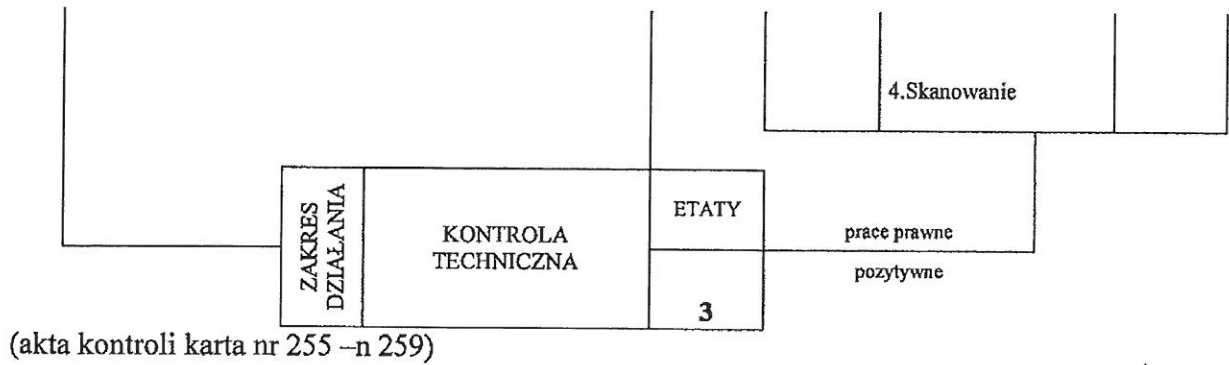 4.Skanowanie
ZAKRES
DZIAŁANIA
KONTROLA
TECHNICZNA
ETATY
3
prace prawne
pozytywne
(akta kontroli karta nr 255 –n 259)